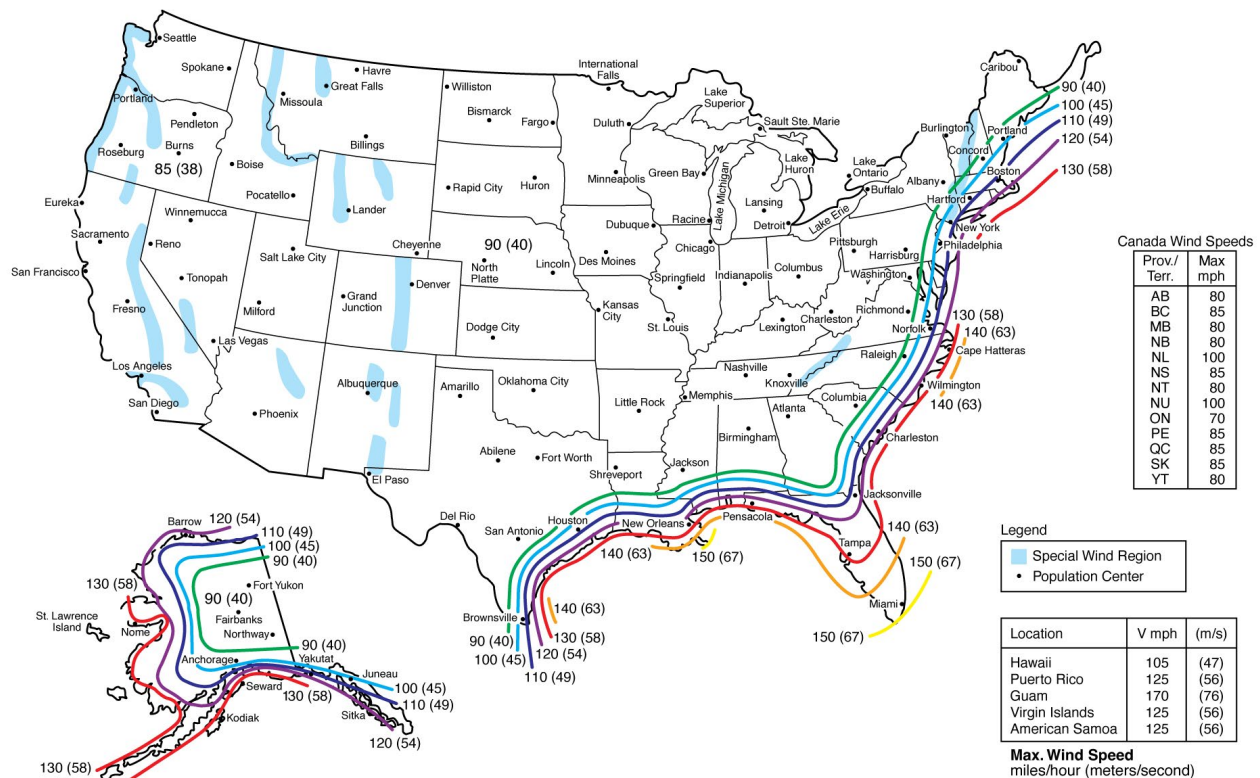 Seattle
Spokane
Havre
Great Falls
Missoula
Williston
International
Falls
Caribou
90 (40)
100 (45)
110 (49)
120 (54)
130 (58)
Lake
Superior
Portland
Pendleton
Bismarck
Fargo
Duluth
Sault Ste. Marie
Burlington
Portland
Concord
Roseburg
Burns
85 (38)
Billings
Boise
Minneapolis
Green Bay
Lake Michigan
Lake
Huron
Lake
Ontario
Buffalo
Albany
Boston
Hartford
Eureka
Pocatello
Lander
Rapid City
Huron
Dubuque
Racine
Lansing
Detroit
Lake Erie
New York
Winnemucca
Sacramento
Reno
Salt Lake City
Cheyenne
90 (40)
North
Platte
Lincoln
Des Moines
Chicago
Pittsburgh
Harrisburg
Philadelphia
San Francisco
Tonopah
Milford
Grand
Junction
Denver
Springfield
Indianapolis
Columbus
Washington
Fresno
Las Vegas
Dodge City
Kansas
City
St. Louis
Lexington
Charleston
Richmond
Norfolk
130 (58)
140 (63)
Cape Hatteras
Los Angeles
San Diego
Phoenix
Albuquerque
Amarillo
Oklahoma City
Little Rock
Memphis
Nashville
Knoxville
Raleigh
Wilmington
140 (63)
Columbia
Atlanta
Charleston
El Paso
Abilene
Fort Worth
Shreveport
Jackson
Birmingham
Jacksonville
Del Rio
San Antonio
Houston
New Orleans
Pensacola
Tampa
140 (63)
140 (63)
150 (67)
150 (67)
Miami
150 (67)
Brownsville
140 (63)
130 (58)
120 (54)
110 (49)
90 (40)
100 (45)
Barrow
120 (54)
110 (49)
100 (45)
90 (40)
130 (58)
Fort Yukon
90 (40)
Fairbanks
Northway
St. Lawrence
Island
Nome
90 (40)
Anchorage
Yakutat
Juneau
100 (45)
110 (49)
Seward
130 (58)
Kodiak
Sitka
120 (54)
130 (58)
Canada Wind Speeds
Prov./ Max
Terr. mph
AB 80
BC 85
MB 80
NB 80
NL 100
NS 85
NT 80
NU 100
ON 70
PE 85
QC 85
SK 85
YT 80
Legend
Special Wind Region
Population Center
Location V mph (m/s)
Hawaii 105 (47)
Puerto Rico 125 (56)
Guam 170 (76)
Virgin Islands 125 (56)
American Samoa 125 (56)
Max. Wind Speed
miles/hour (meters/second)